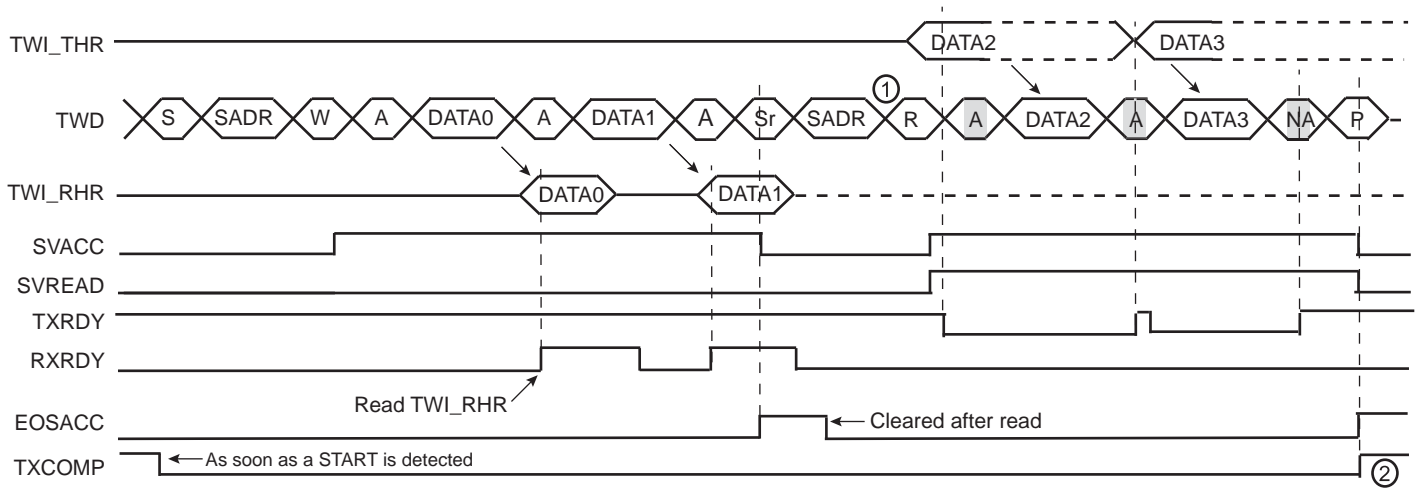 TWI_THR DATA2 DATA3
①
TWD S SADR W A DATA0 A DATA1 A Sr SADR R A DATA2 A DATA3 NA P
TWI_RHR DATA0 DATA1
SVACC
SVREAD
TXRDY
RXRDY
Read TWI_RHR
EOSACC Cleared after read
TXCOMP As soon as a START is detected ②